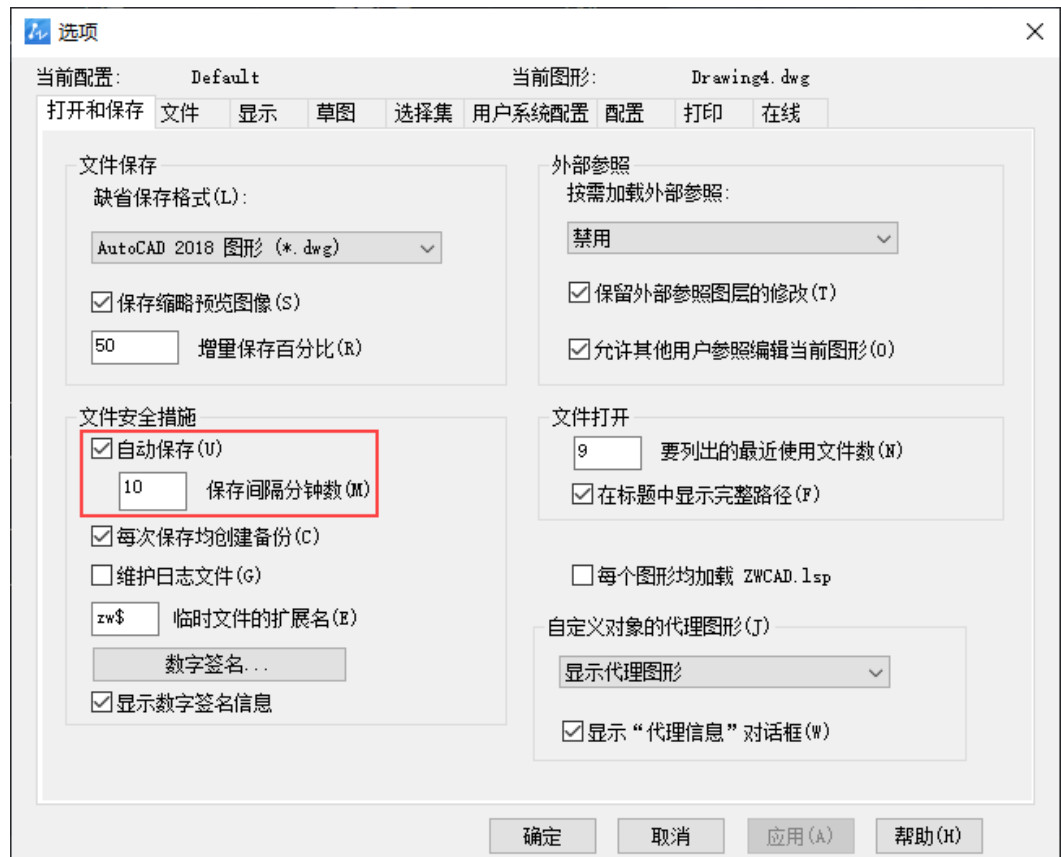 选项
当前配置: Default 当前图形: Drawing4.dwg
打开和保存 文件 显示 草图 选择集 用户系统配置 配置 打印 在线
文件保存
缺省保存格式(L):
AutoCAD 2018 图形 (*.dwg)
保存缩略预览图像(S)
50 增量保存百分比(R)
外部参照
按需加载外部参照:
禁用
保留外部参照图层的修改(T)
允许其他用户参照编辑当前图形(O)
文件安全措施
自动保存(U)
10 保存间隔分钟数(M)
每次保存均创建备份(C)
维护日志文件(G)
zw$ 临时文件的扩展名(E)
数字签名...
显示数字签名信息
文件打开
9 要列出的最近使用文件数(N)
在标题中显示完整路径(F)
每个图形均加载 ZWCAD.lsp
自定义对象的代理图形(J)
显示代理图形
显示“代理信息”对话框(W)
确定 取消 应用(A) 帮助(H)